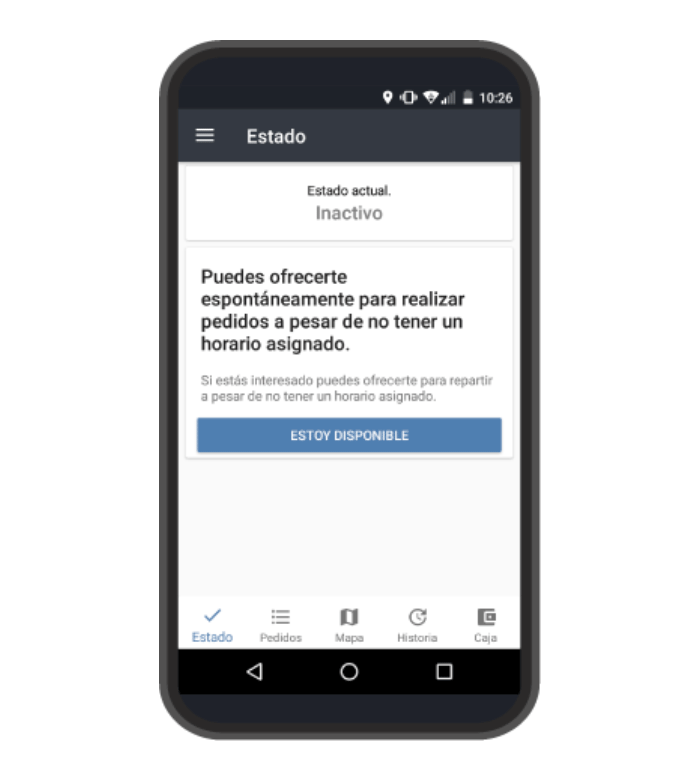 10:26
Estado
Estado actual.
Inactivo
Puedes ofrecerte
espontáneamente para realizar
pedidos a pesar de no tener un
horario asignado.
Si estás interesado puedes ofrecerte para repartir
a pesar de no tener un horario asignado.
ESTOY DISPONIBLE
Estado Pedidos Mapa Historia Caja